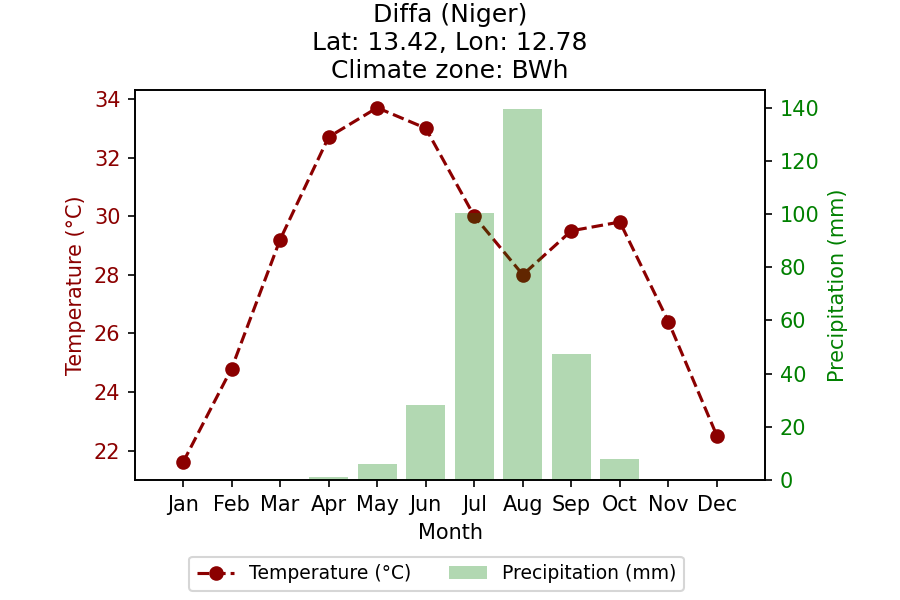 Diffa (Niger)
Lat: 13.42, Lon: 12.78
Climate zone: BWh
34
32
30
28
26
24
22
Temperature (°C)
140
120
100
80
60
40
20
0
Precipitation (mm)
Jan Feb Mar Apr May Jun Jul Aug Sep Oct Nov Dec
Month
Temperature (°C) Precipitation (mm)